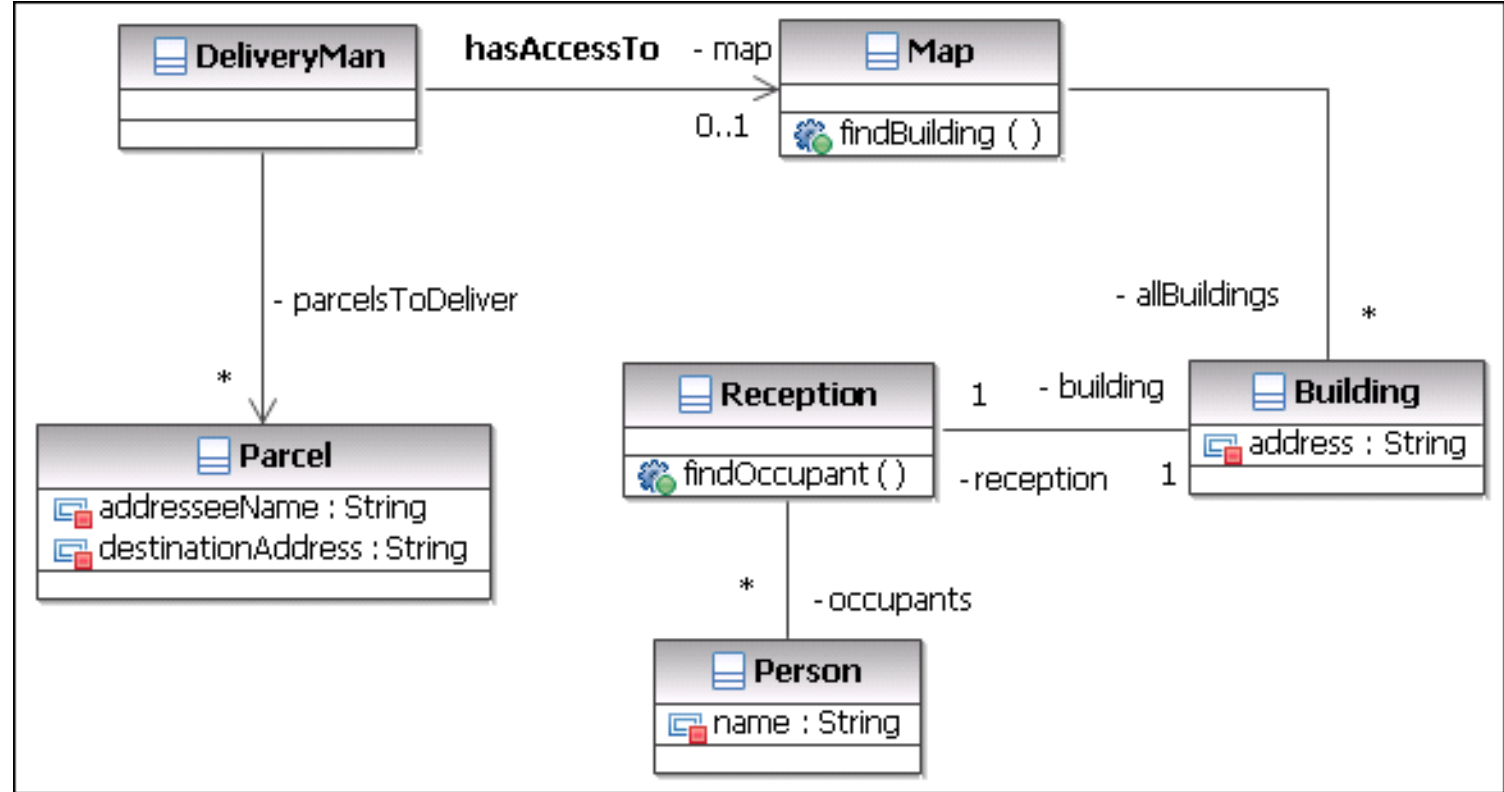 DeliveryMan
hasAccessTo
- map
0..1
Map
findBuilding ( )
- parcelsToDeliver
*
- allBuildings
*
Parcel
addresseeName : String
destinationAddress : String
Reception
findOccupant ( )
1
- building
- reception
1
Building
address : String
*
- occupants
Person
name : String